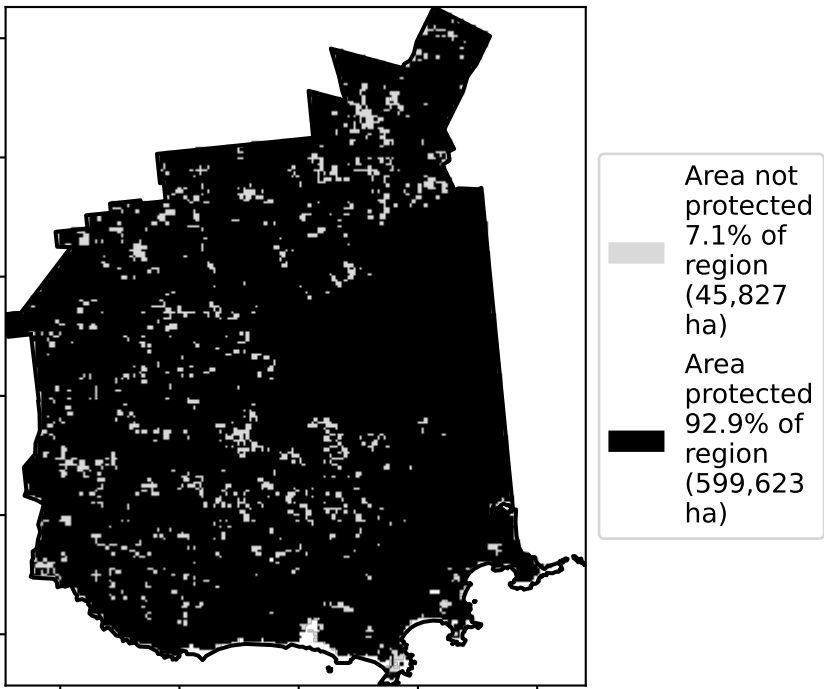 Area not
protected
7.1% of
region
(45,827
ha)
Area
protected
92.9% of
region
(599,623
ha)